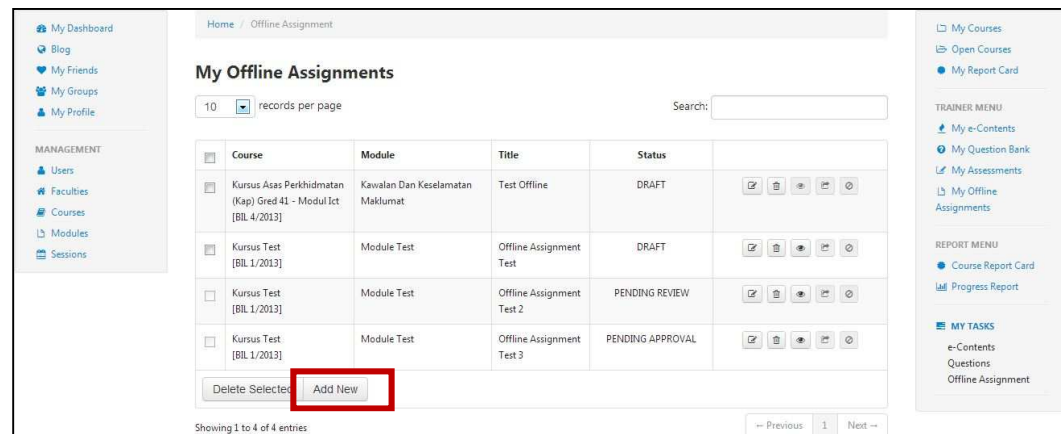 My Dashboard
Blog
My Friends
My Groups
My Profile
MANAGEMENT
Users
Faculties
Courses
Modules
Sessions
Home / Offline Assignment
My Offline Assignments
10 records per page
Search:
Course Module Title Status
Kursus Asas Perkhidmatan Kawalan Dan Keselamatan Test Offline DRAFT
(Kap) Gred 41 - Modul Ict Maklumat
[BIL 4/2013]
Kursus Test Module Test Offline Assignment DRAFT
[BIL 1/2013] Test
Kursus Test Module Test Offline Assignment PENDING REVIEW
[BIL 1/2013] Test 2
Kursus Test Module Test Offline Assignment PENDING APPROVAL
[BIL 1/2013] Test 3
Delete Selected Add New
Showing 1 to 4 of 4 entries
← Previous 1 Next →
My Courses
Open Courses
My Report Card
TRAINER MENU
My e-Contents
My Question Bank
My Assessments
My Offline
Assignments
REPORT MENU
Course Report Card
Progress Report
MY TASKS
e-Contents
Questions
Offline Assignment